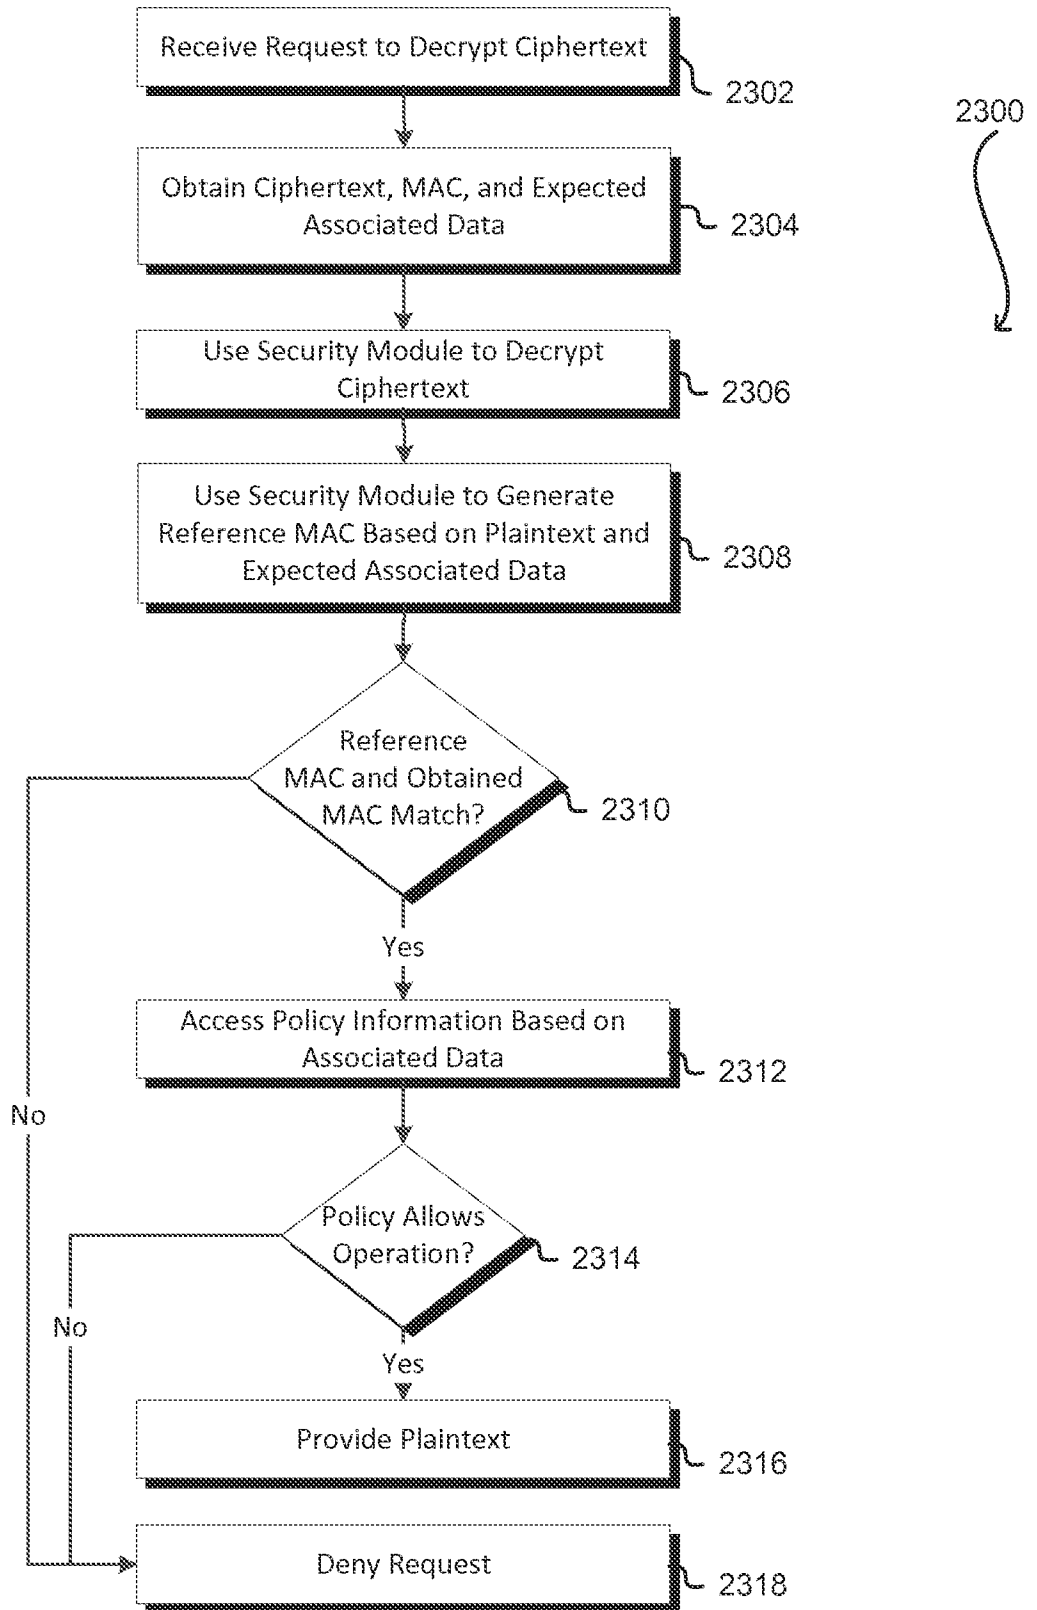 Receive Request to Decrypt Ciphertext
2302
2300
Obtain Ciphertext, MAC, and Expected
Associated Data
2304
Use Security Module to Decrypt
Ciphertext
2306
Use Security Module to Generate
Reference MAC Based on Plaintext and
Expected Associated Data
2308
Reference
MAC and Obtained
MAC Match?
2310
Yes
Access Policy Information Based on
Associated Data
2312
No
Policy Allows
Operation?
2314
No
Yes
Provide Plaintext
2316
Deny Request
2318